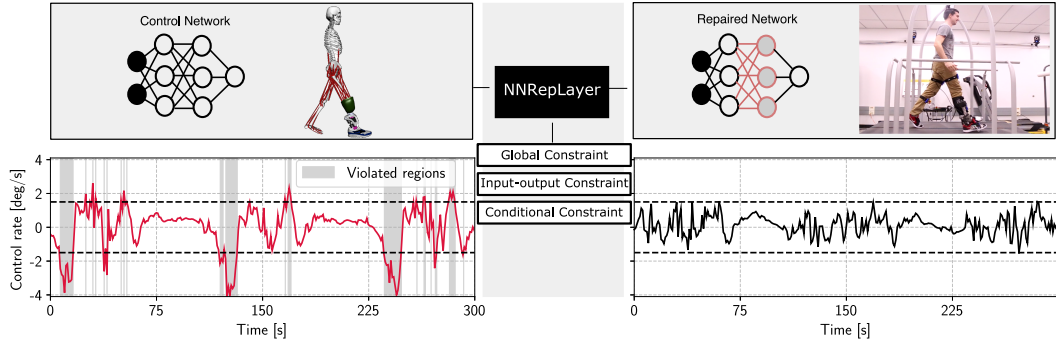 Control Network
NNRepLayer
Repaired Network
Global Constraint
Input-output Constraint
Conditional Constraint
Violated regions
Control rate [deg/s]
4
2
0
-2
-4
0
75
150
225
300
Time [s]
0
75
150
225
Time [s]